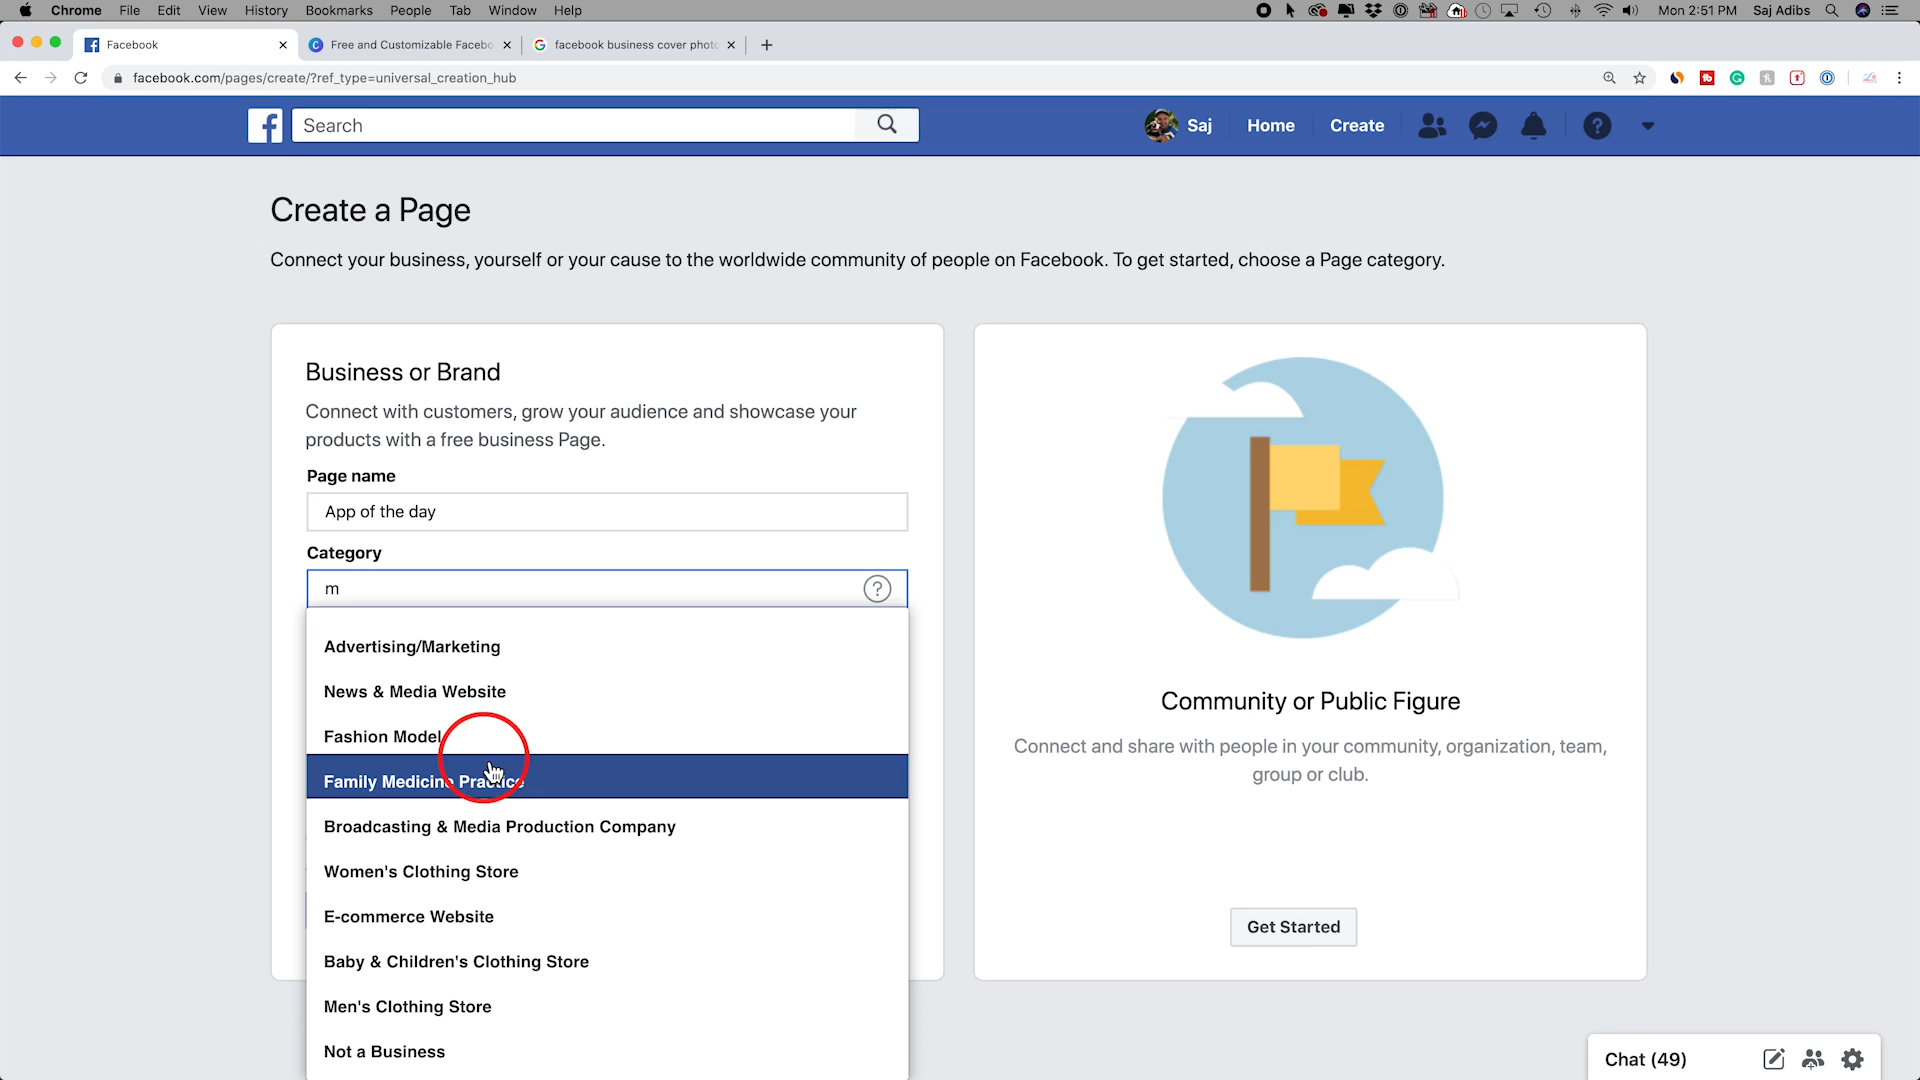 Chrome File Edit View History Bookmarks People Tab Window Help Mon 2:51 PM Saj Adibs
Facebook Free and Customizable Facebo facebook business cover phot
facebook.com/pages/create/?ref_type=universal_creation_hub
Search Saj Home Create
Create a Page
Connect your business, yourself or your cause to the worldwide community of people on Facebook. To get started, choose a Page category.
Business or Brand
Connect with customers, grow your audience and showcase your
products with a free business Page.
Page name
App of the day
Category
m
Advertising/Marketing
News & Media Website
Fashion Model
Family Medicine Practice
Broadcasting & Media Production Company
Women's Clothing Store
E-commerce Website
Baby & Children's Clothing Store
Men's Clothing Store
Not a Business
Community or Public Figure
Connect and share with people in your community, organization, team,
group or club.
Get Started
Chat (49)